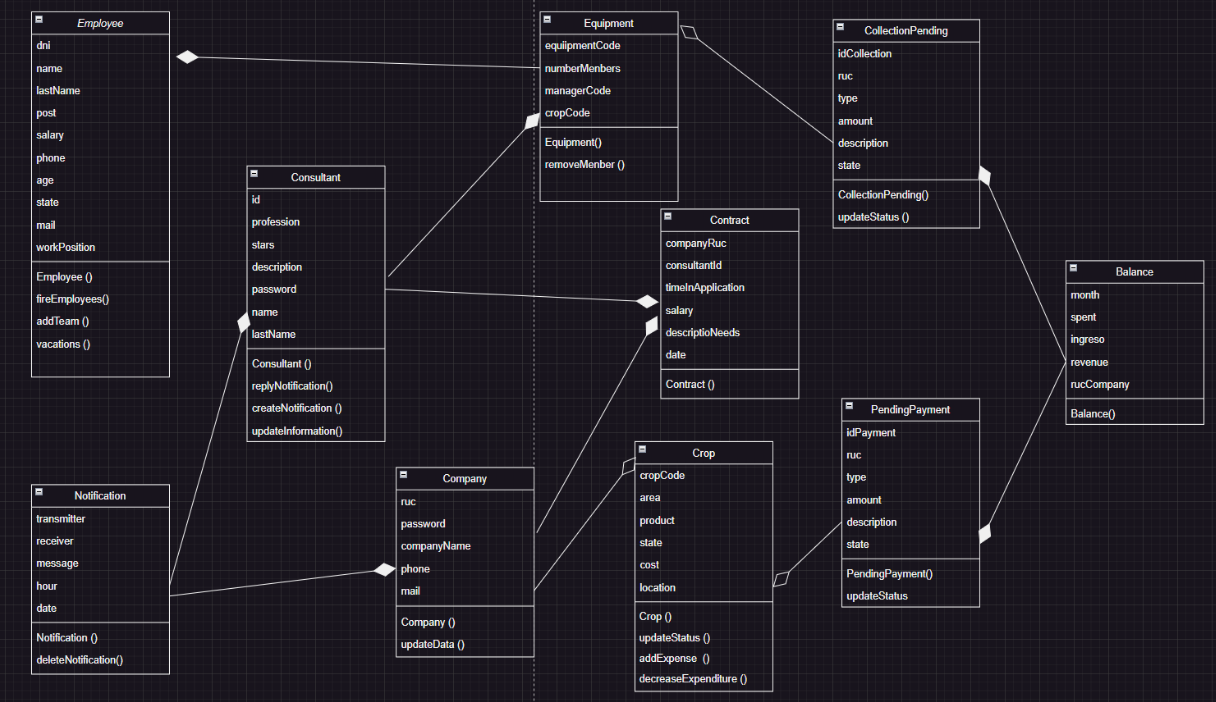 Employee
dni
name
lastName
post
salary
phone
age
state
mail
workPosition
Employee ()
fireEmployees()
addTeam ()
vacations ()
Equipment
equiipmentCode
numberMenbers
managerCode
cropCode
Equipment()
removeMenber ()
CollectionPending
idCollection
ruc
type
amount
description
state
CollectionPending()
updateStatus ()
Consultant
id
profession
stars
description
password
name
lastName
Consultant ()
replyNotification()
createNotification ()
updateInformation()
Contract
companyRuc
consultantId
timeInApplication
salary
descriptioNeeds
date
Contract ()
Balance
month
spent
ingreso
revenue
rucCompany
Balance()
Notification
transmitter
receiver
message
hour
date
Notification ()
deleteNotification()
Company
ruc
password
companyName
phone
mail
Company ()
updateData ()
Crop
cropCode
area
product
state
cost
location
Crop ()
updateStatus ()
addExpense ()
decreaseExpenditure ()
PendingPayment
idPayment
ruc
type
amount
description
state
PendingPayment()
updateStatus